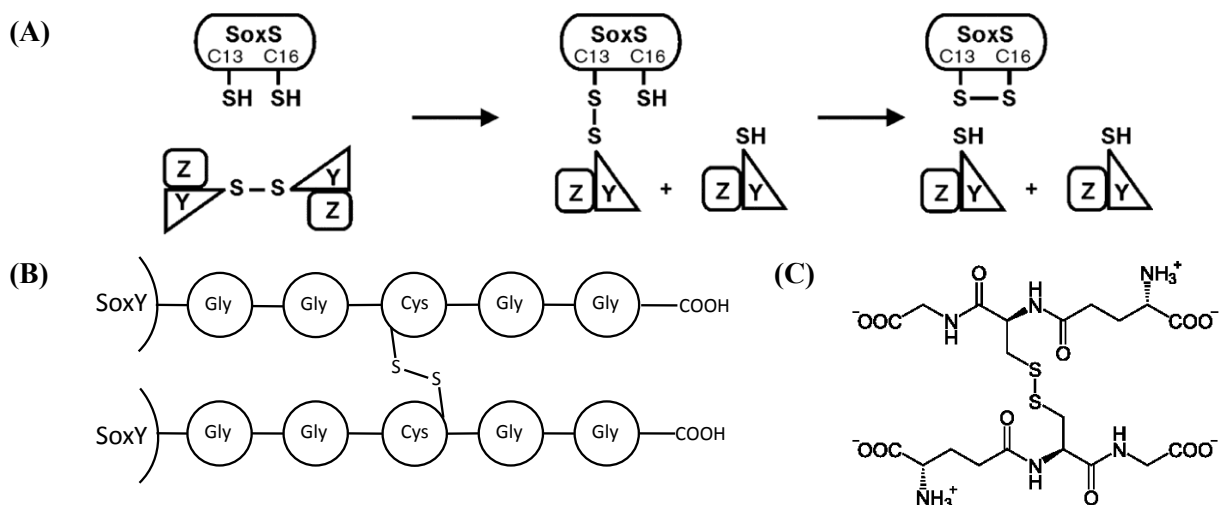 (A)
SoxS
C13 C16
SH SH
Z
Y S – S Y
Z
SoxS
C13 C16
S SH
S
SH
Z Y + Z Y
SoxS
C13 C16
S – S
SH SH
Z Y + Z Y
(B)
SoxY Gly Gly Cys Gly Gly COOH
S S
SoxY Gly Gly Cys Gly Gly COOH
(C)
O NH₃⁺
⁻OOC N H O H N O COO⁻
S
S
⁻OOC O H N O COO⁻
NH₃⁺ N H O